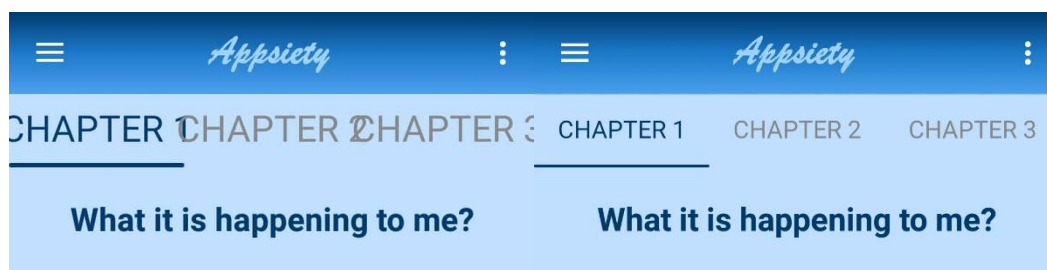 Appsiety
CHAPTER 1 CHAPTER 2 CHAPTER 3
What it is happening to me?
Appsiety
CHAPTER 1 CHAPTER 2 CHAPTER 3
What it is happening to me?